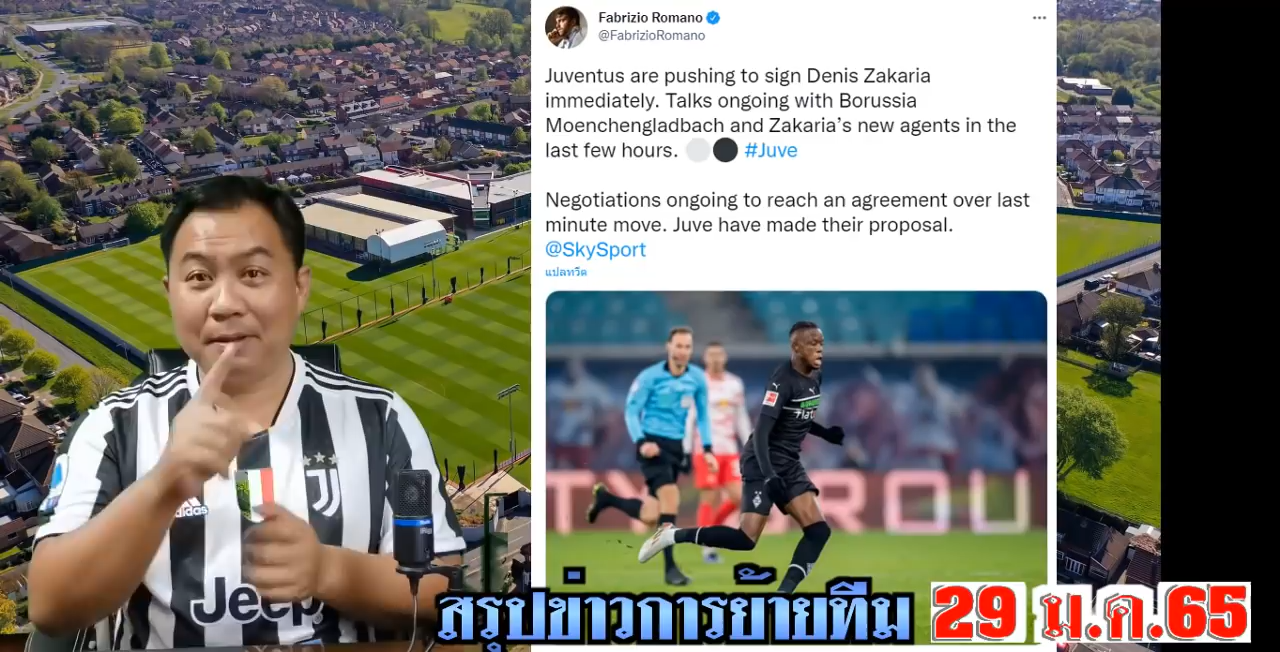 Fabrizio Romano
@FabrizioRomano
Juventus are pushing to sign Denis Zakaria
immediately. Talks ongoing with Borussia
Moenchengladbach and Zakaria's new agents in the
last few hours. ⚪⚫ #Juve
Negotiations ongoing to reach an agreement over last
minute move. Juve have made their proposal.
@SkySport
แปลทวีต
adidas
Jeep
สรุปข่าวการย้ายทีม 29 ม.ค.65